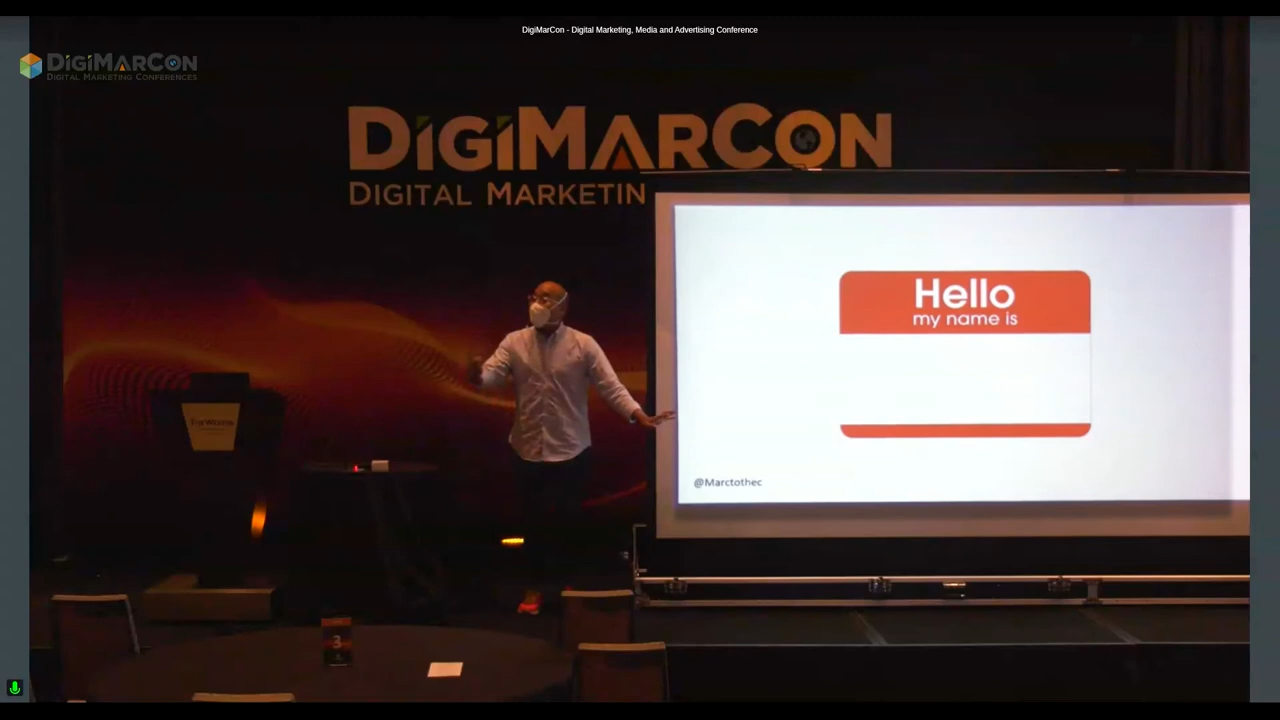 DigiMarCon - Digital Marketing, Media and Advertising Conference
DIGIMARCON
DIGITAL MARKETING CONFERENCES
DIGIMARCON
DIGITAL MARKETIN
Hello
my name is
@Marctothec
3